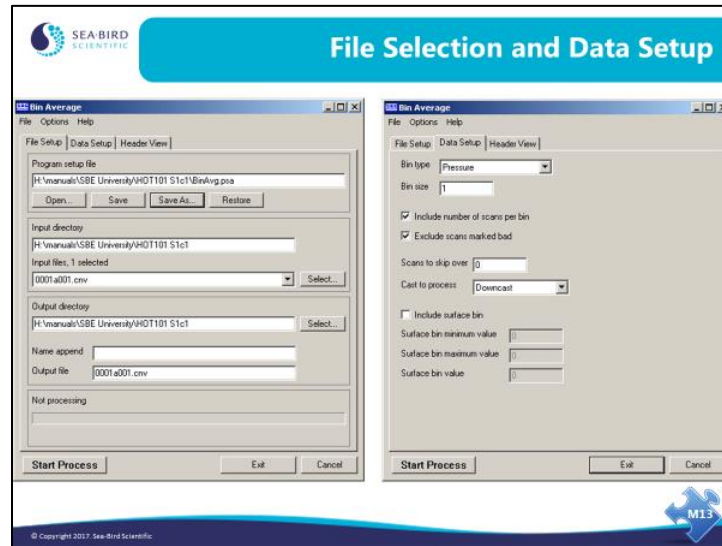 SEA·BIRD
SCIENTIFIC
File Selection and Data Setup
Bin Average
File Options Help
File Setup Data Setup Header View
Program setup file
H:\manuals\SBE University\HOT101 S1c1\BinAvg.psa
Open... Save Save As... Restore
Input directory
H:\manuals\SBE University\HOT101 S1c1
Input files, 1 selected
0001a001.cnv Select...
Output directory
H:\manuals\SBE University\HOT101 S1c1 Select...
Name append
Output file 0001a001.cnv
Not processing
Start Process Exit Cancel
Bin Average
File Options Help
File Setup Data Setup Header View
Bin type Pressure
Bin size 1
Include number of scans per bin
Exclude scans marked bad
Scans to skip over 0
Cast to process Downcast
Include surface bin
Surface bin minimum value 0
Surface bin maximum value 0
Surface bin value 0
Start Process Exit Cancel
M13
© Copyright 2017. Sea-Bird Scientific